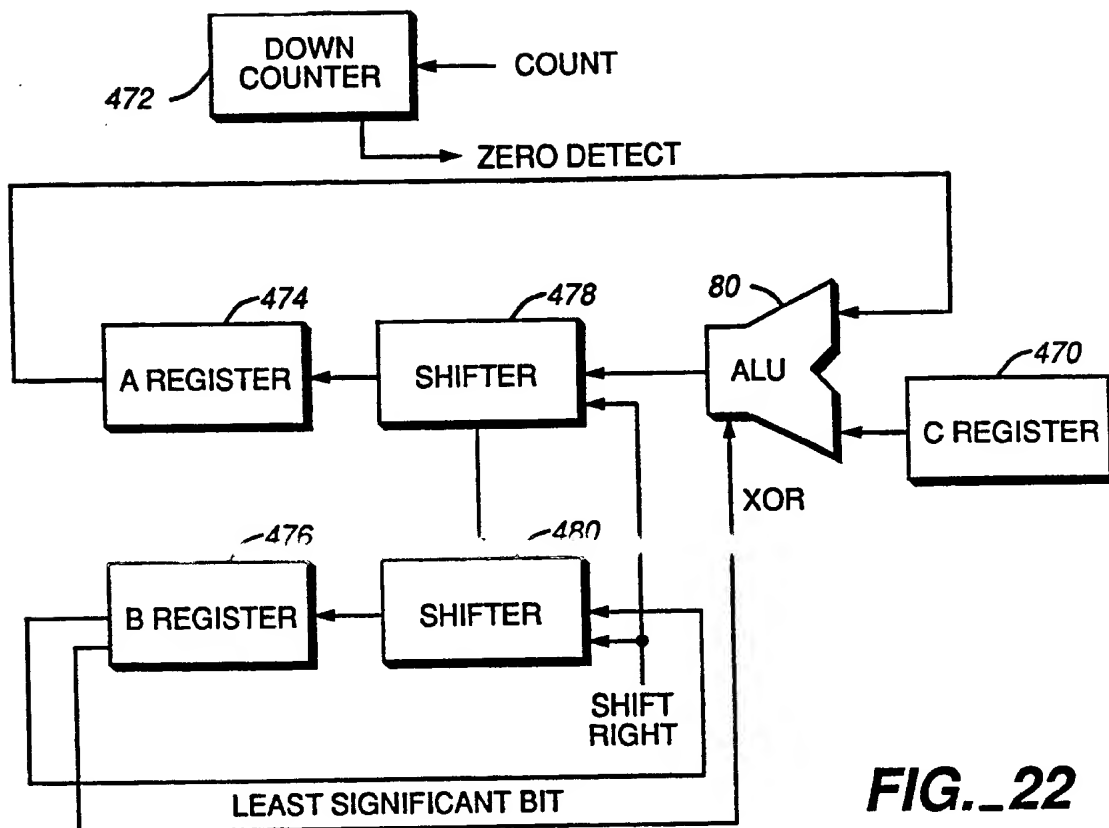 DOWN
COUNTER
COUNT
472
ZERO DETECT
474
478
80
470
A REGISTER
SHIFTER
ALU
C REGISTER
XOR
476
480
B REGISTER
SHIFTER
SHIFT
RIGHT
LEAST SIGNIFICANT BIT
FIG._22